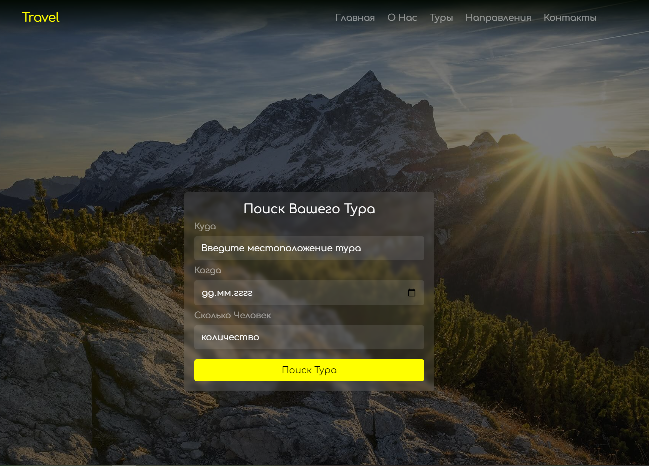 Travel
Главная О Нас Туры Направления Контакты
Поиск Вашего Тура
Куда
Введите местоположение тура
Когда
дд.мм.гггг
Сколько Человек
количество
Поиск Тура